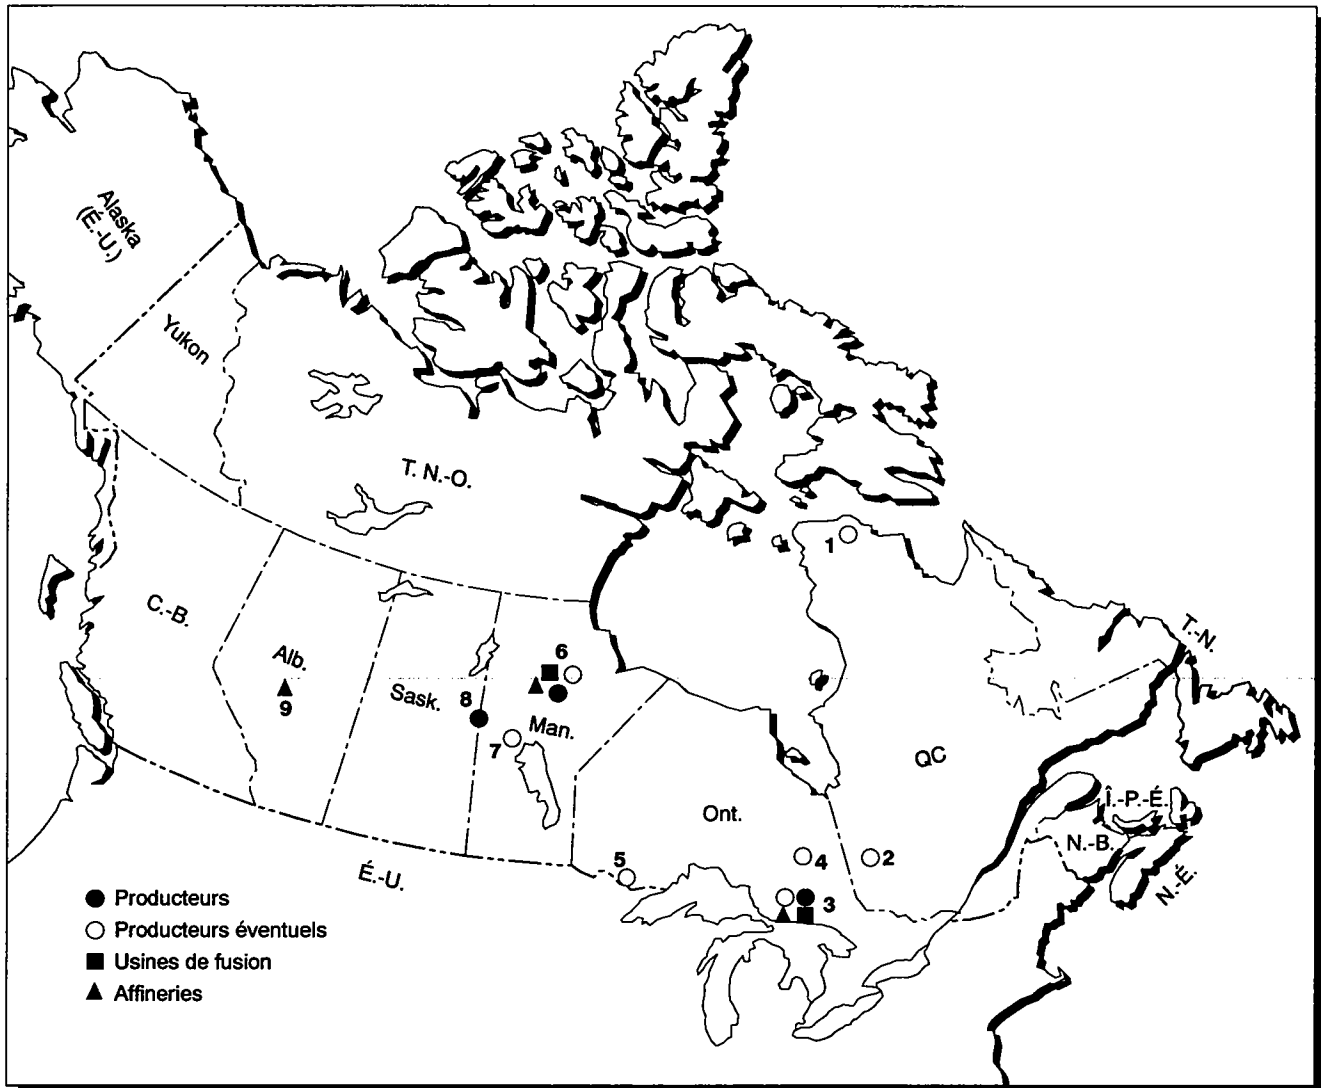 Alaska
(É.-U.)
Yukon
T. N.-O.
1
C.-B.
T.-N.
Alb.
9
Sask.
8
6
Man.
7
QC
Ont.
Î.-P.-É.
N.-B.
N.-É.
4
2
5
3
É.-U.
Producteurs
Producteurs éventuels
Usines de fusion
Affineries